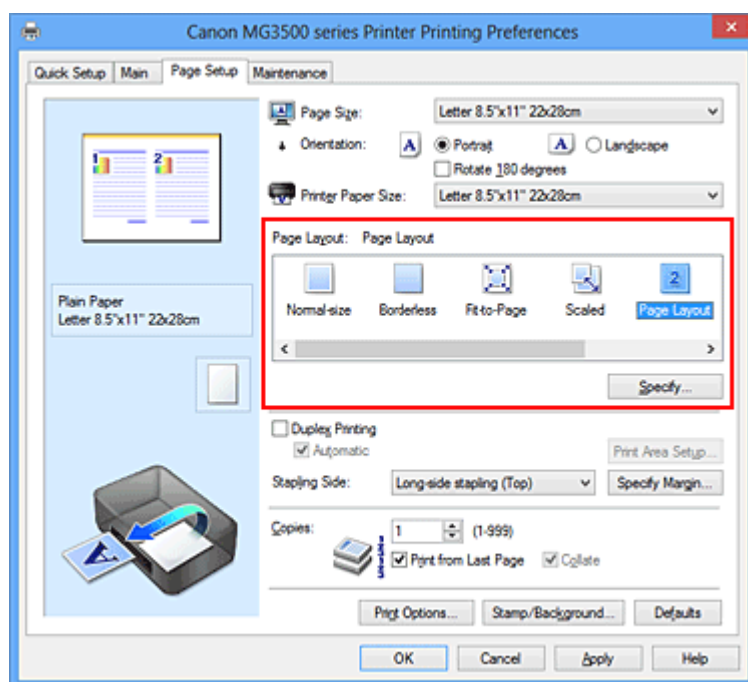 Canon MG3500 series Printer Printing Preferences
Quick Setup Main Page Setup Maintenance
Page Size: Letter 8.5"x11" 22x28cm
Orientation: A Portrait A Landscape
Rotate 180 degrees
Printer Paper Size: Letter 8.5"x11" 22x28cm
1 2
Page Layout: Page Layout
2
Normal-size Borderless Fit-to-Page Scaled Page Layout
Plain Paper
Letter 8.5"x11" 22x28cm
Specify...
Duplex Printing
Automatic
Print Area Setup...
Stapling Side: Long-side stapling (Top) Specify Margin...
Copies: 1 (1-999)
Print from Last Page Collate
A
Print Options... Stamp/Background... Defaults
OK Cancel Apply Help